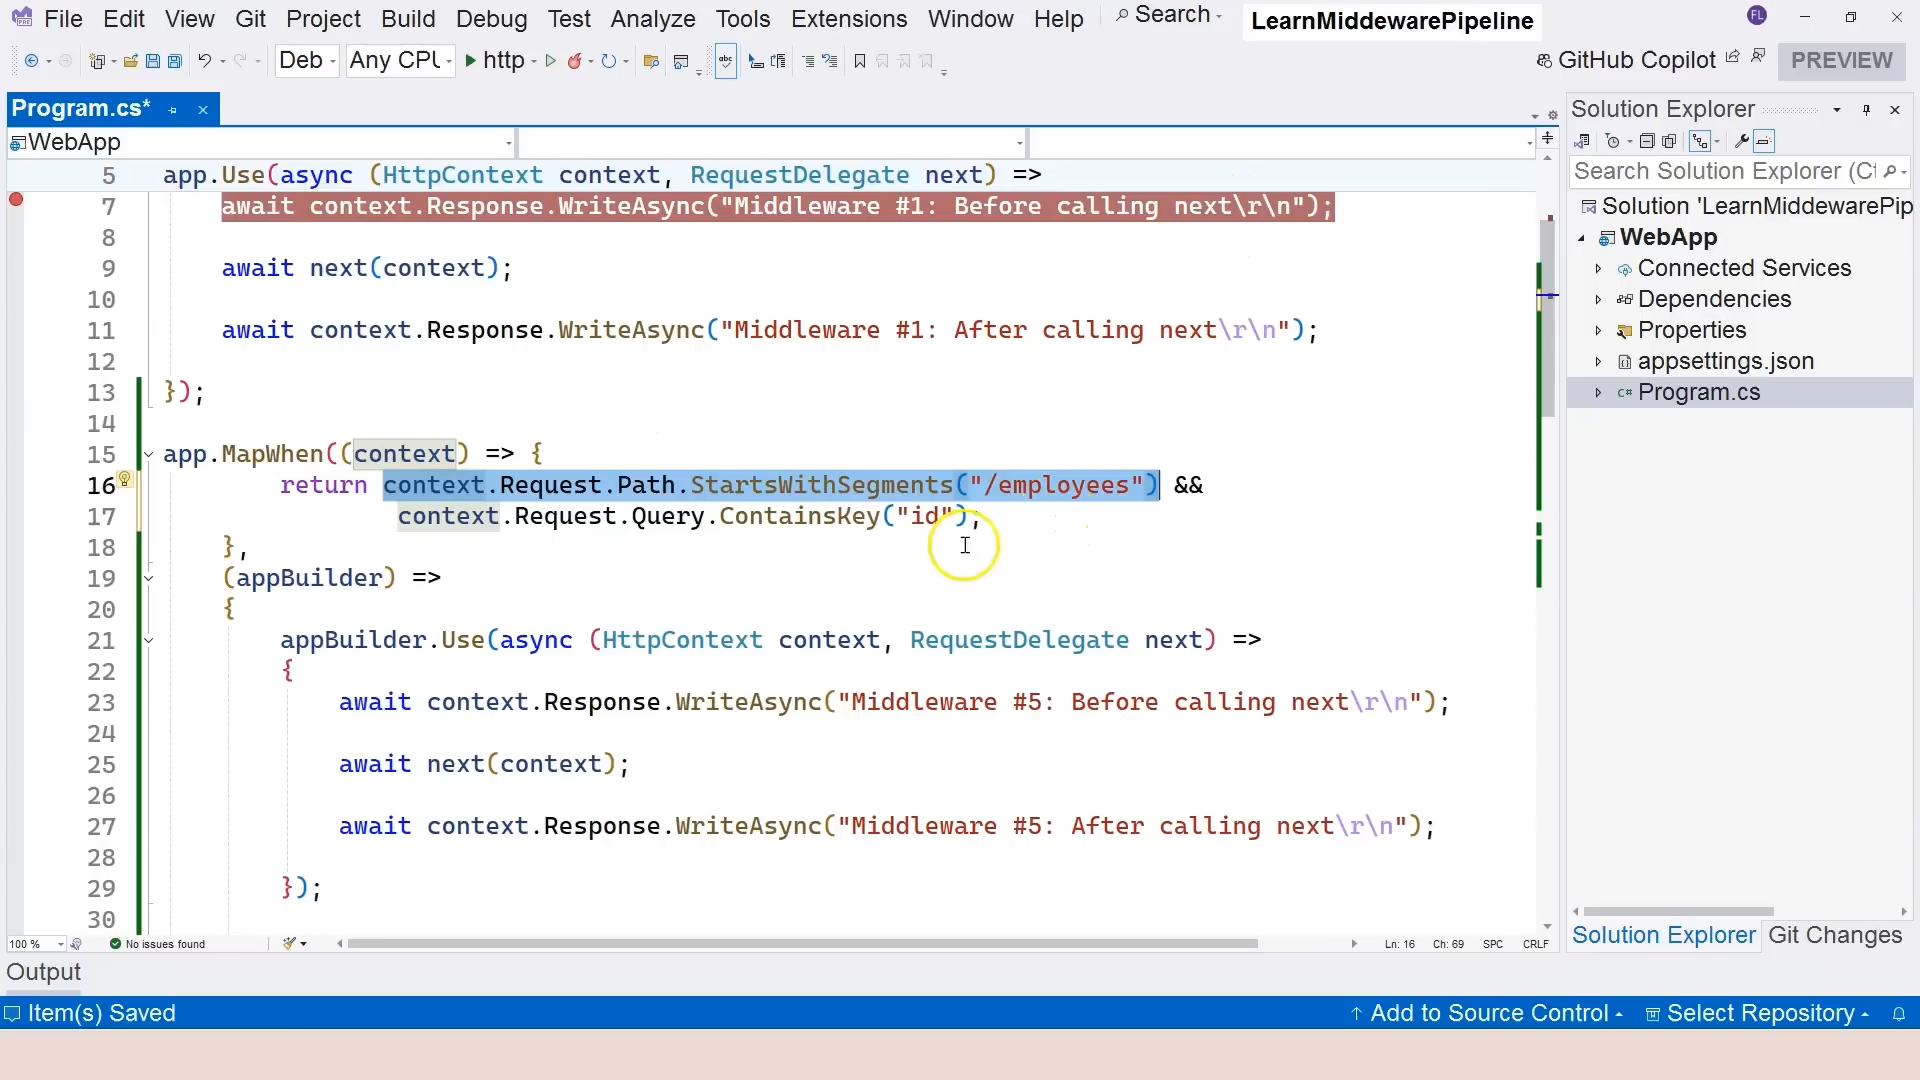 File Edit View Git Project Build Debug Test Analyze Tools Extensions Window Help Search LearnMiddewarePipeline FL
Deb Any CPU http GitHub Copilot PREVIEW
Program.cs*
WebApp
5 app.Use(async (HttpContext context, RequestDelegate next) =>
7 await context.Response.WriteAsync("Middleware #1: Before calling next\r\n");
8
9 await next(context);
10
11 await context.Response.WriteAsync("Middleware #1: After calling next\r\n");
12
13 });
14
15 app.MapWhen((context) => {
16 return context.Request.Path.StartsWithSegments("/employees") &&
17 context.Request.Query.ContainsKey("id");
18 },
19 (appBuilder) =>
20 {
21 appBuilder.Use(async (HttpContext context, RequestDelegate next) =>
22 {
23 await context.Response.WriteAsync("Middleware #5: Before calling next\r\n");
24
25 await next(context);
26
27 await context.Response.WriteAsync("Middleware #5: After calling next\r\n");
28
29 });
30
100 % No issues found Ln: 16 Ch: 69 SPC CRLF
Solution Explorer
Search Solution Explorer (Ct
Solution 'LearnMiddewarePip
WebApp
Connected Services
Dependencies
Properties
appsettings.json
C# Program.cs
Solution Explorer Git Changes
Output
Item(s) Saved Add to Source Control Select Repository